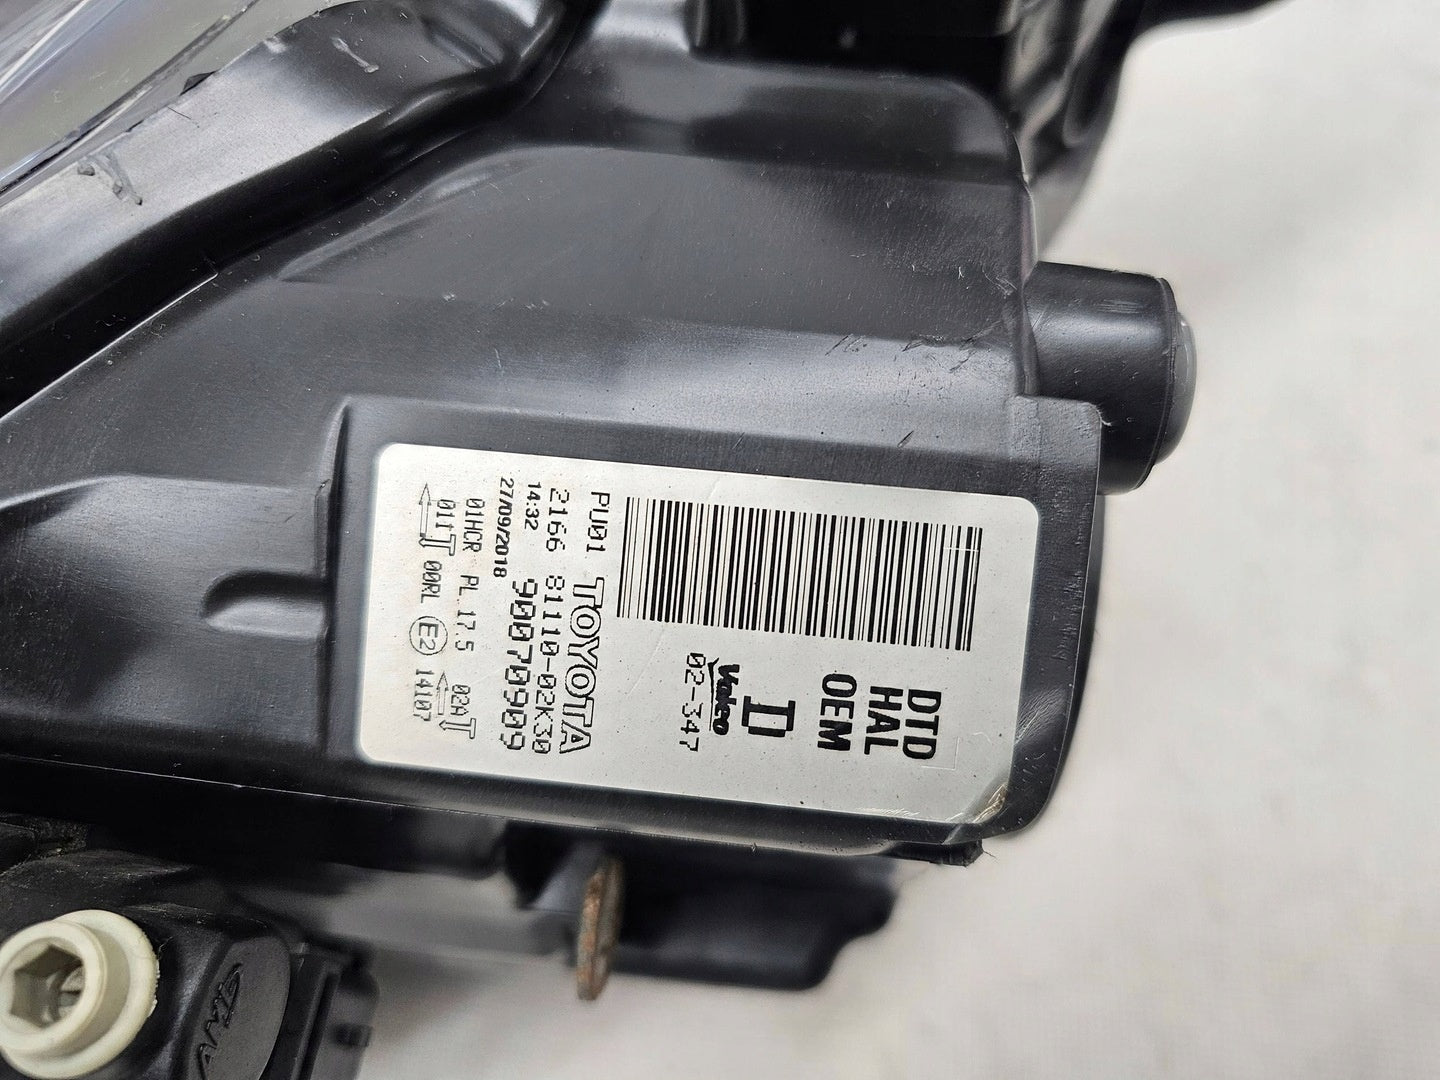 DTD
HAL
OEM
D
Valeo
02-347
PU01 TOYOTA
2166 81110-02K30
14:32 90070909
27/09/2018
01HCR PL 17.5 02A
01ff 00RL E2 14107